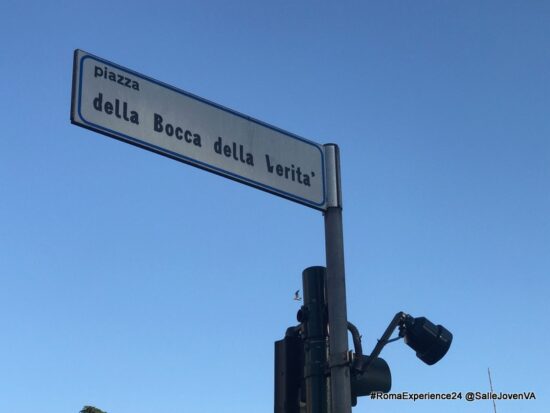 piazza
della Bocca della Verita'
#RomaExperience24 @SalleJovenVA